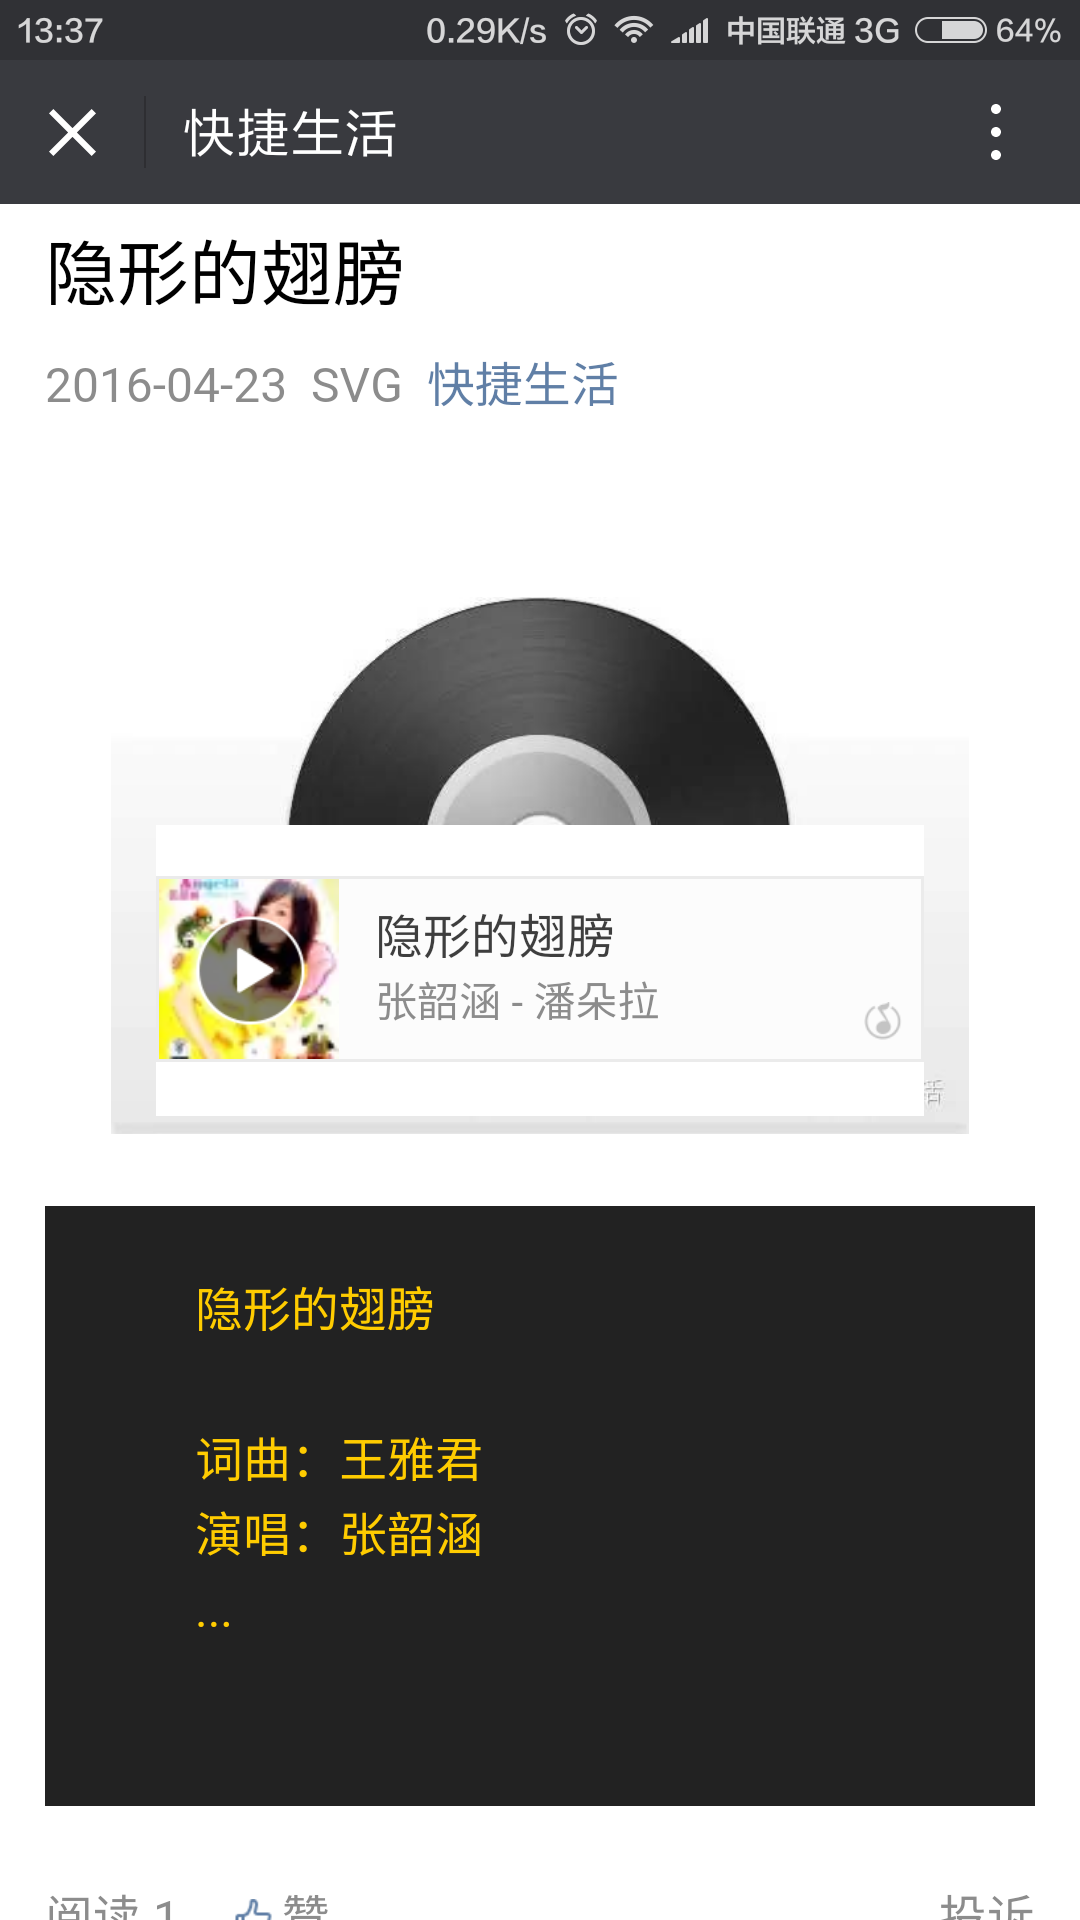 13:37 0.29K/s 中国联通 3G 64%
快捷生活
隐形的翅膀
2016-04-23 SVG 快捷生活
Angela
隐形的翅膀
张韶涵 - 潘朵拉
活
隐形的翅膀
词曲：王雅君
演唱：张韶涵
...
阅读 1 赞 投诉